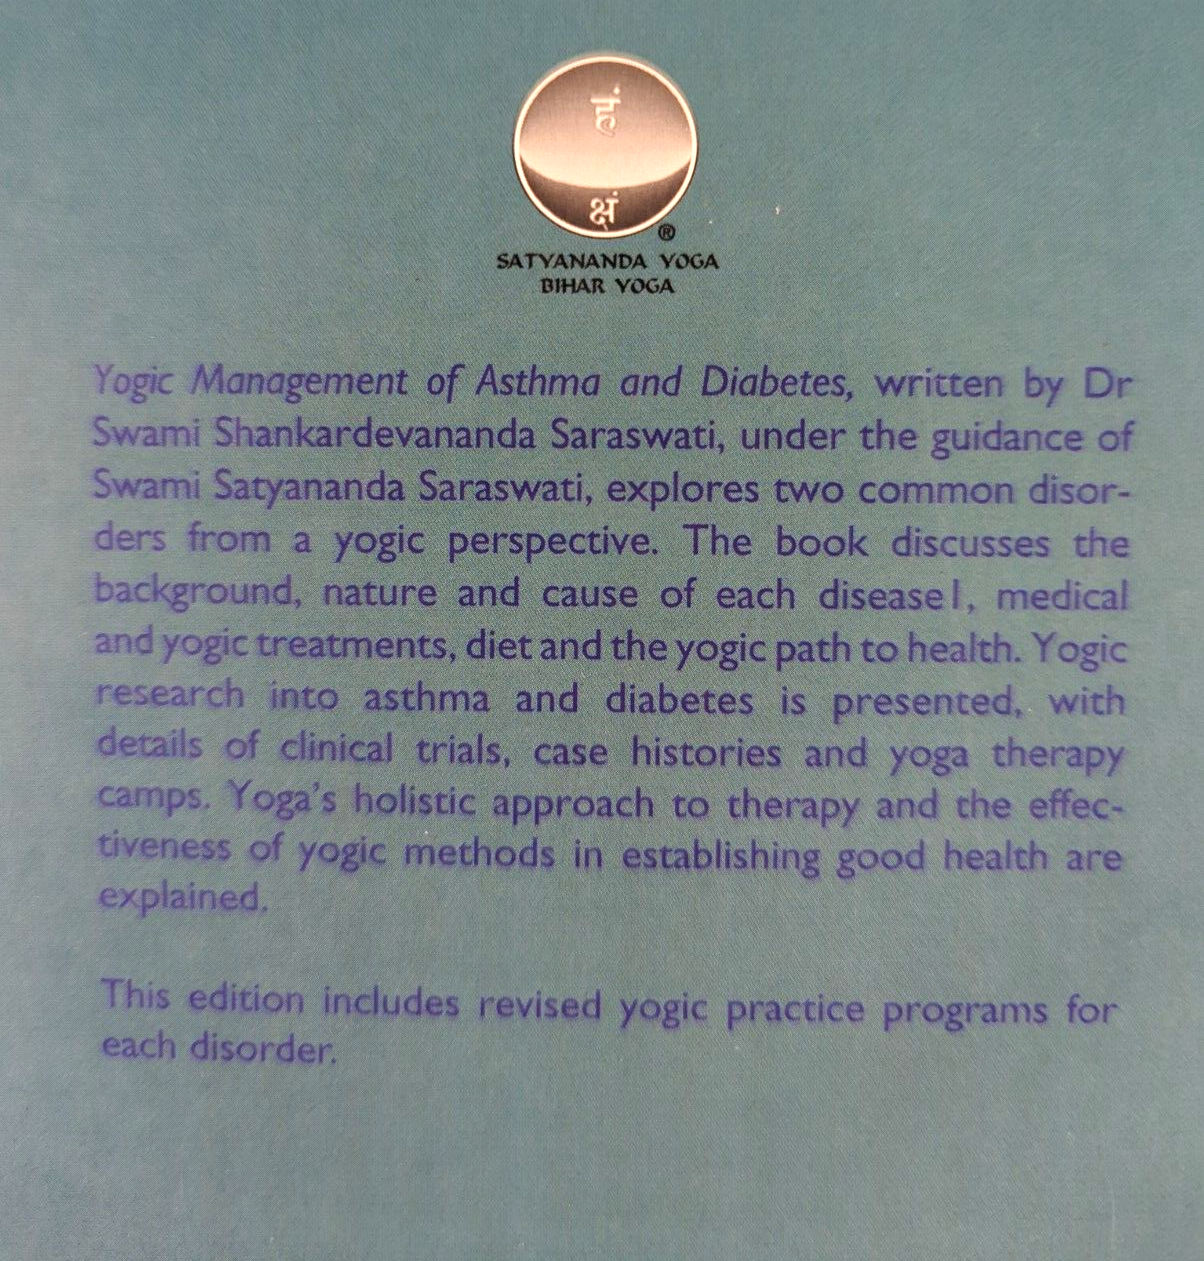 क्षं
®
SATYANANDA YOGA
BIHAR YOGA
Yogic Management of Asthma and Diabetes, written by Dr
Swami Shankardevananda Saraswati, under the guidance of
Swami Satyananda Saraswati, explores two common disor-
ders from a yogic perspective. The book discusses the
background, nature and cause of each diseasel, medical
and yogic treatments, diet and the yogic path to health. Yogic
research into asthma and diabetes is presented, with
details of clinical trials, case histories and yoga therapy
camps. Yoga's holistic approach to therapy and the effec-
tiveness of yogic methods in establishing good health are
explained.
This edition includes revised yogic practice programs for
each disorder.